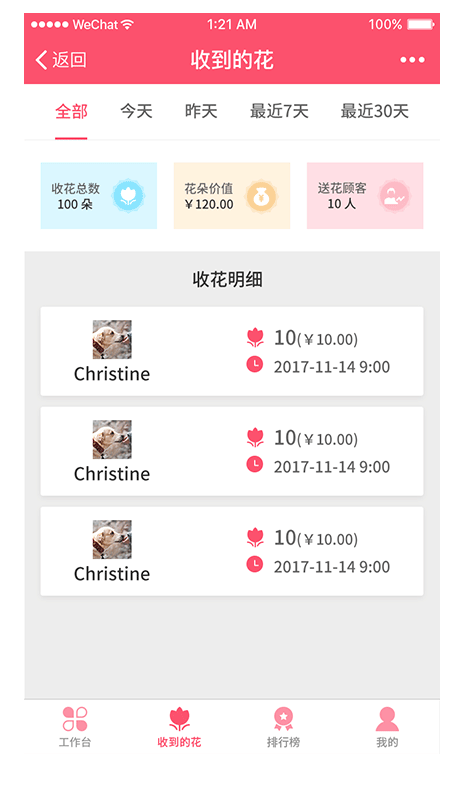 WeChat 1:21 AM 100%
返回 收到的花
全部 今天 昨天 最近7天 最近30天
收花总数 花朵价值 送花顾客
100 朵 ￥120.00 10 人
收花明细
10(￥10.00)
Christine 2017-11-14 9:00
10(￥10.00)
Christine 2017-11-14 9:00
10(￥10.00)
Christine 2017-11-14 9:00
工作台 收到的花 排行榜 我的